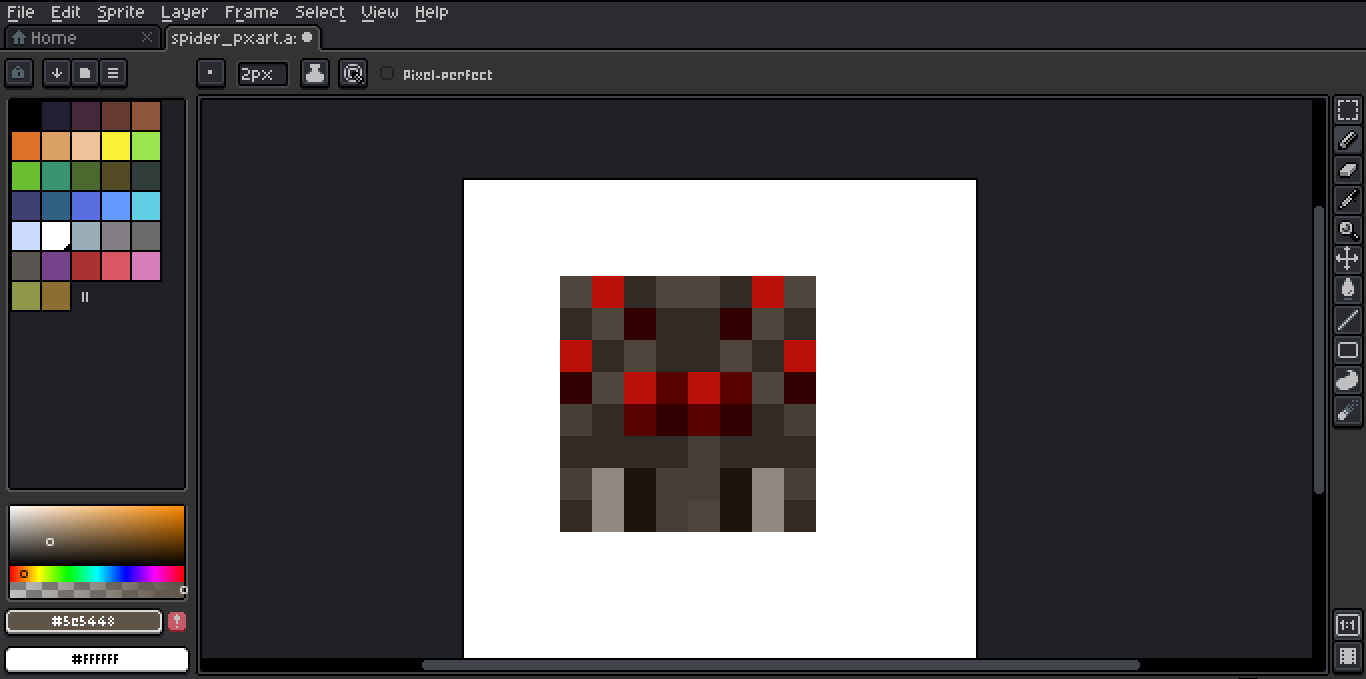 File Edit Sprite Layer Frame Select View Help
Home spider_pxart.a:
2px Pixel-perfect
#5c5448
#FFFFFF
1:1